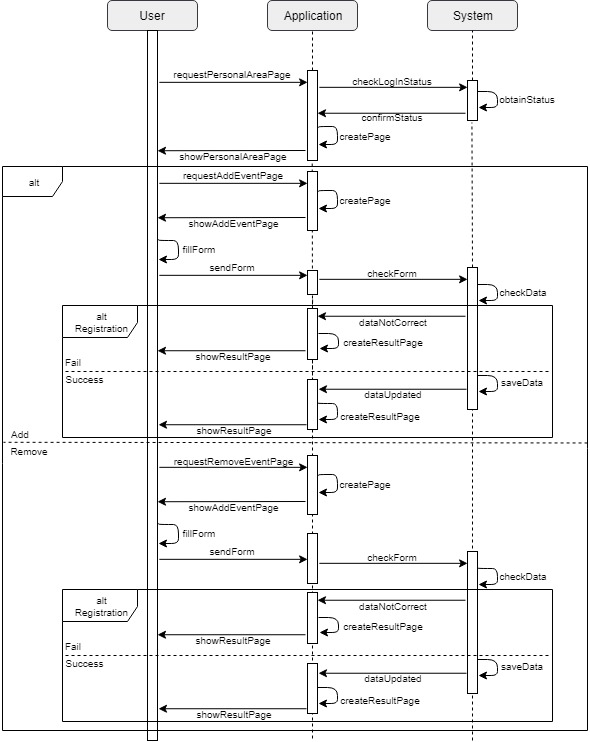 User
Application
System
requestPersonalAreaPage
checkLogInStatus
obtainStatus
confirmStatus
createPage
showPersonalAreaPage
alt
requestAddEventPage
createPage
showAddEventPage
fillForm
sendForm
checkForm
checkData
alt
Registration
dataNotCorrect
createResultPage
showResultPage
Fail
Success
saveData
dataUpdated
createResultPage
showResultPage
Add
Remove
requestRemoveEventPage
createPage
showAddEventPage
fillForm
sendForm
checkForm
checkData
alt
Registration
dataNotCorrect
createResultPage
showResultPage
Fail
Success
saveData
dataUpdated
createResultPage
showResultPage